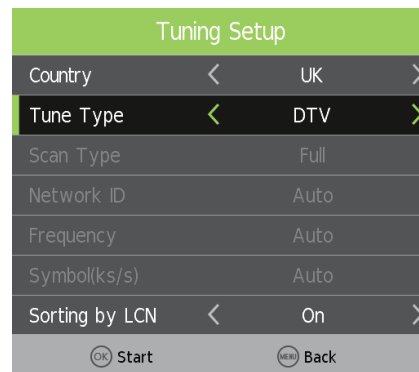 Tuning Setup
Country < UK >
Tune Type < DTV >
Scan Type Full
Network ID Auto
Frequency Auto
Symbol(ks/s) Auto
Sorting by LCN < On >
OK Start MENU Back